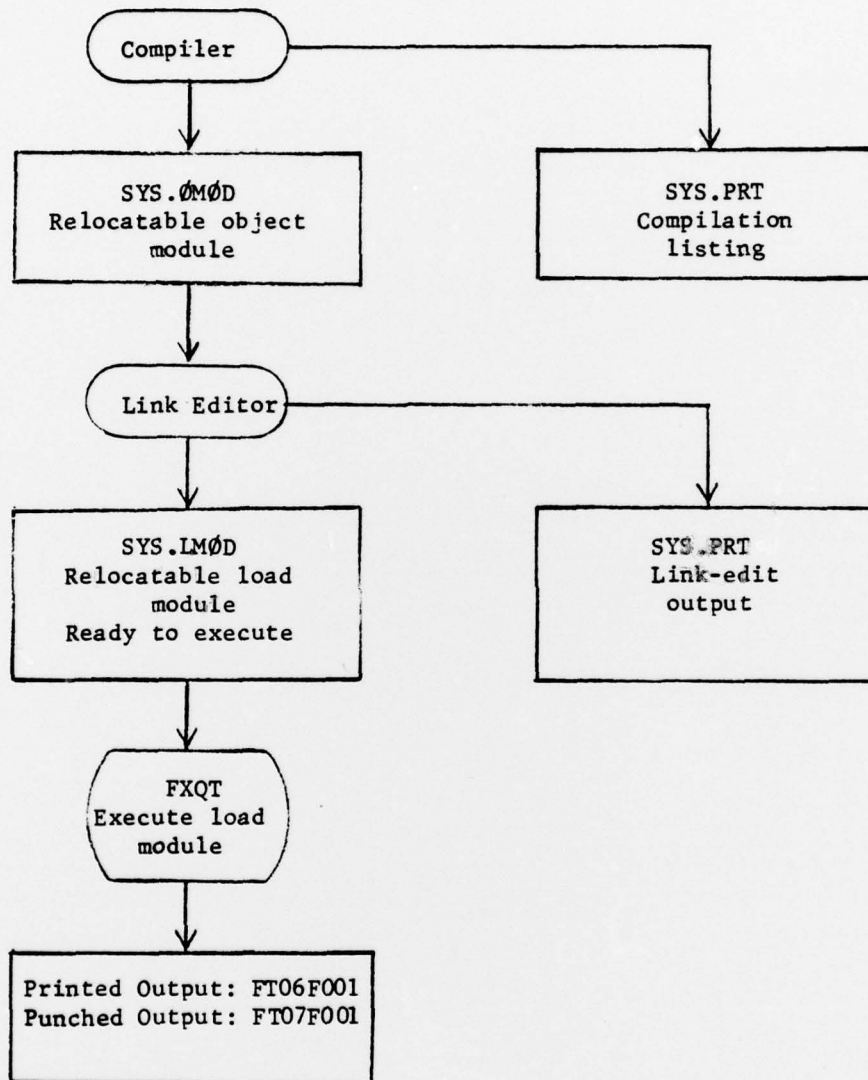 Compiler
SYS.ØMØD
Relocatable object
module
SYS.PRT
Compilation
listing
Link Editor
SYS.LMØD
Relocatable load
module
Ready to execute
SYS.PRT
Link-edit
output
FXQT
Execute load
module
Printed Output: FT06F001
Punched Output: FT07F001